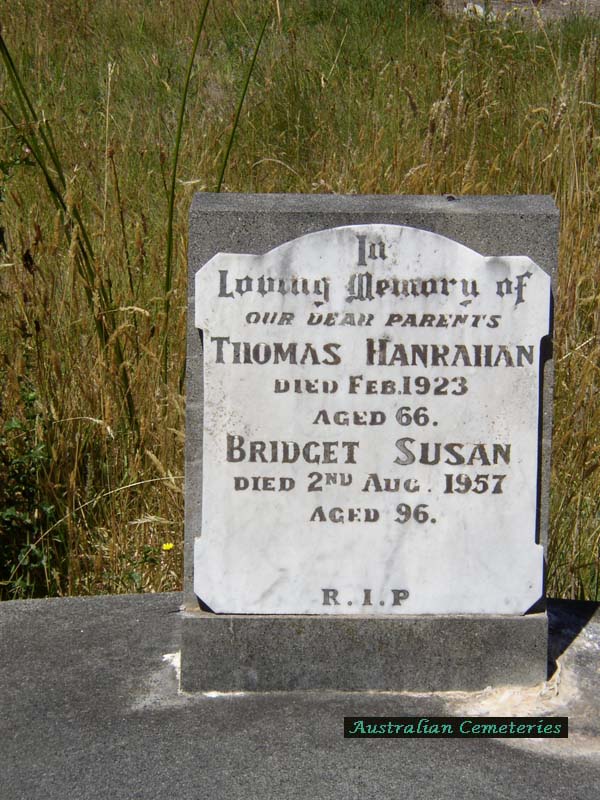 In
Loving Memory of
OUR DEAR PARENTS
THOMAS HANRAHAN
DIED FEB. 1923
AGED 66.
BRIDGET SUSAN
DIED 2ND AUG. 1957
AGED 96.
R.I.P
Australian Cemeteries